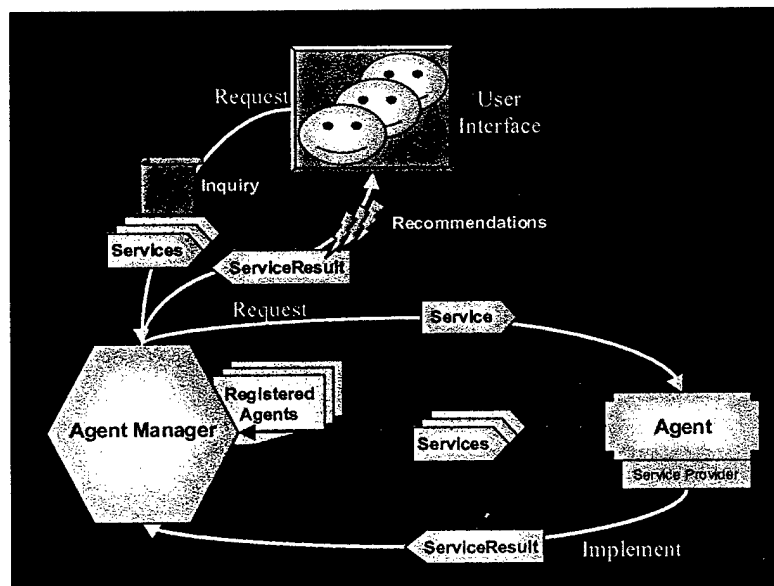 Request
User
Interface
Inquiry
Services
Recommendations
ServiceResult
Request
Service
Registered
Agents
Agent Manager
Services
Agent
Service Provider
ServiceResult
Implement